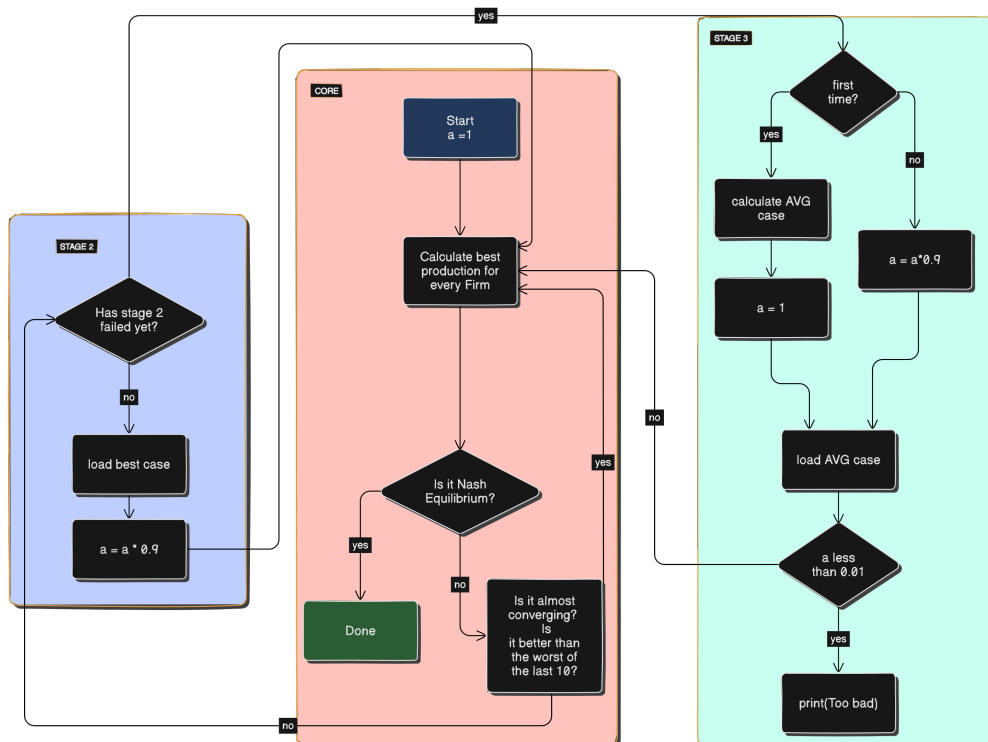 yes
STAGE 3
CORE
first
time?
Start
a =1
yes
no
calculate AVG
case
STAGE 2
Calculate best
production for
every Firm
a = a*0.9
Has stage 2
failed yet?
a = 1
no
no
load best case
load AVG case
yes
Is it Nash
Equilibrium?
a = a * 0.9
yes
a less
than 0.01
no
Is it almost
converging?
Is
it better than
the worst of
the last 10?
Done
yes
print(Too bad)
no